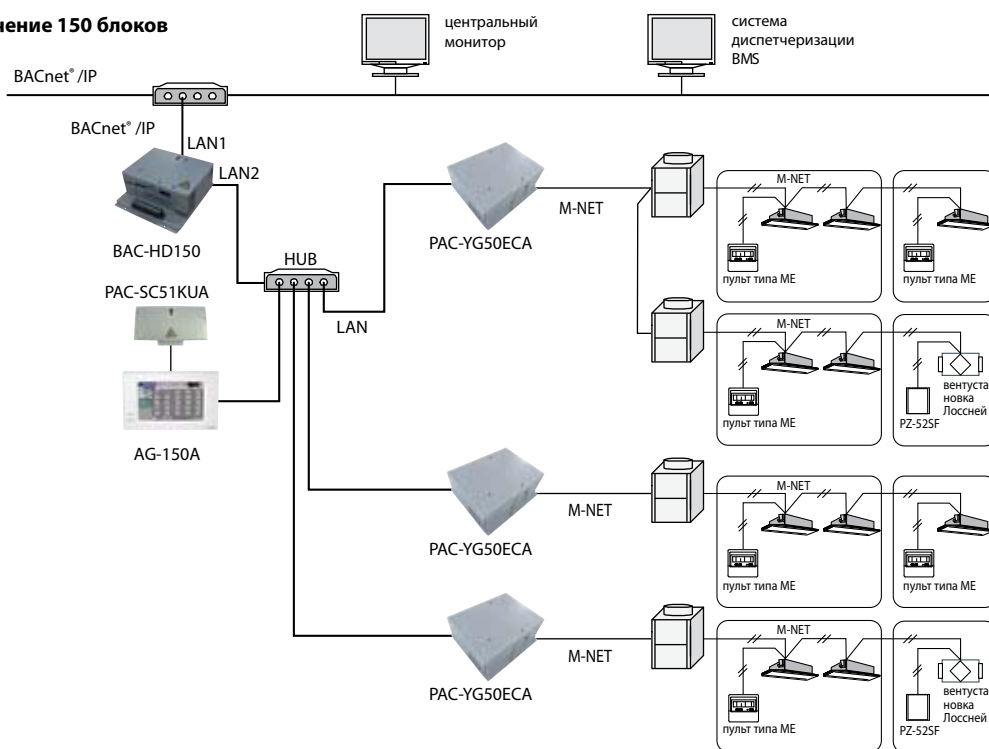 чение 150 блоков
центральный
монитор
система
диспетчеризации
BMS
BACnet® /IP
BACnet® /IP
LAN1
LAN2
BAC-HD150
HUB
PAC-SC51KUA
AG-150A
LAN
PAC-YG50ECA
M-NET
M-NET
пульт типа ME
пульт типа ME
M-NET
пульт типа ME
PZ-52SF
вентуста
новка
Лоссней
PAC-YG50ECA
M-NET
M-NET
пульт типа ME
пульт типа ME
PAC-YG50ECA
M-NET
M-NET
пульт типа ME
PZ-52SF
вентуста
новка
Лоссней